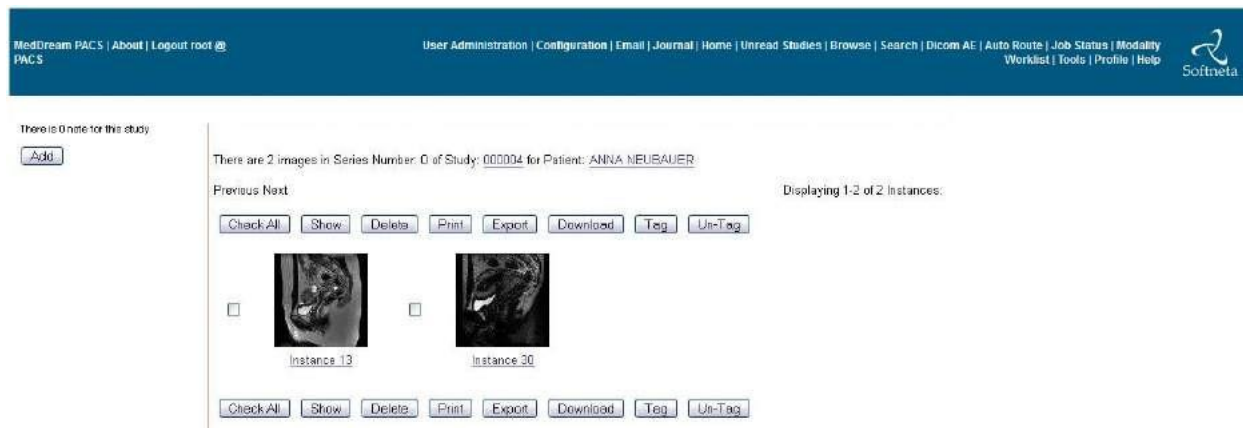 MedDream PACS | About | Logout root @
PACS
User Administration | Configuration | Email | Journal | Home | Unread Studies | Browse | Search | Dicom AE | Auto Route | Job Status | Modality
Worklist | Tools | Profile | Help
Softneta
There is 0 note for this study
Add
There are 2 images in Series Number: 0 of Study: 000004 for Patient: ANNA NEUBAUER
Previous Next
Displaying 1-2 of 2 Instances:
Check All Show Delete Print Export Download Tag Un-Tag
Instance 13
Instance 30
Check All Show Delete Print Export Download Tag Un-Tag